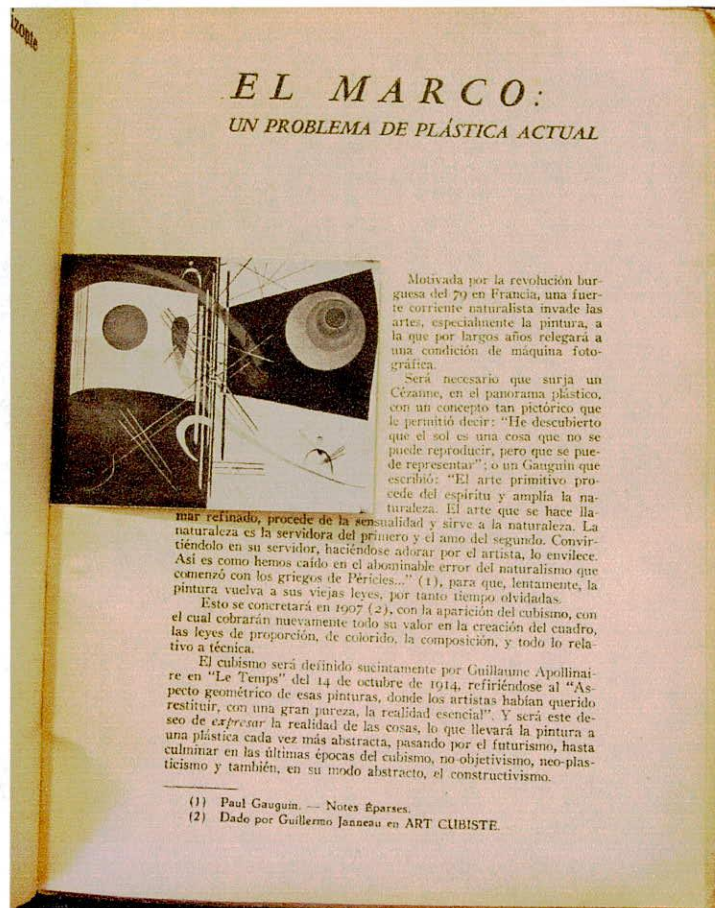 izonte
EL MARCO:
UN PROBLEMA DE PLÁSTICA ACTUAL
Motivada por la revolución bur-
guesa del 79 en Francia, una fuer-
te corriente naturalista invade las
artes, especialmente la pintura, a
la que por largos años relegará a
una condición de máquina foto-
gráfica.
Será necesario que surja un
Cézanne, en el panorama plástico,
con un concepto tan pictórico que
le permitió decir: "He descubierto
que el sol es una cosa que no se
puede reproducir, pero que se pue-
de representar"; o un Gauguin que
escribió: "El arte primitivo pro-
cede del espíritu y amplía la na-
turaleza. El arte que se hace lla-
mar refinado, procede de la sensualidad y sirve a la naturaleza. La
naturaleza es la servidora del primero y el amo del segundo. Convir-
tiéndolo en su servidor, haciéndose adorar por el artista, lo envilece.
Así es como hemos caído en el abominable error del naturalismo que
comenzó con los griegos de Péricles..." (1), para que, lentamente, la
pintura vuelva a sus viejas leyes, por tanto tiempo olvidadas.
Esto se concretará en 1907 (2), con la aparición del cubismo, con
el cual cobrarán nuevamente todo su valor en la creación del cuadro,
las leyes de proporción, de colorido, la composición, y todo lo rela-
tivo a técnica.
El cubismo será definido sucintamente por Guillaume Apollinai-
re en "Le Temps" del 14 de octubre de 1914, refiriéndose al "As-
pecto geométrico de esas pinturas, donde los artistas habían querido
restituir, con una gran pureza, la realidad esencial". Y será este de-
seo de expresar la realidad de las cosas, lo que llevará la pintura a
una plástica cada vez más abstracta, pasando por el futurismo, hasta
culminar en las últimas épocas del cubismo, no-objetivismo, neo-plas-
ticismo y también, en su modo abstracto, el constructivismo.
(1) Paul Gauguin. — Notes Éparses.
(2) Dado por Guillermo Janneau en ART CUBISTE.